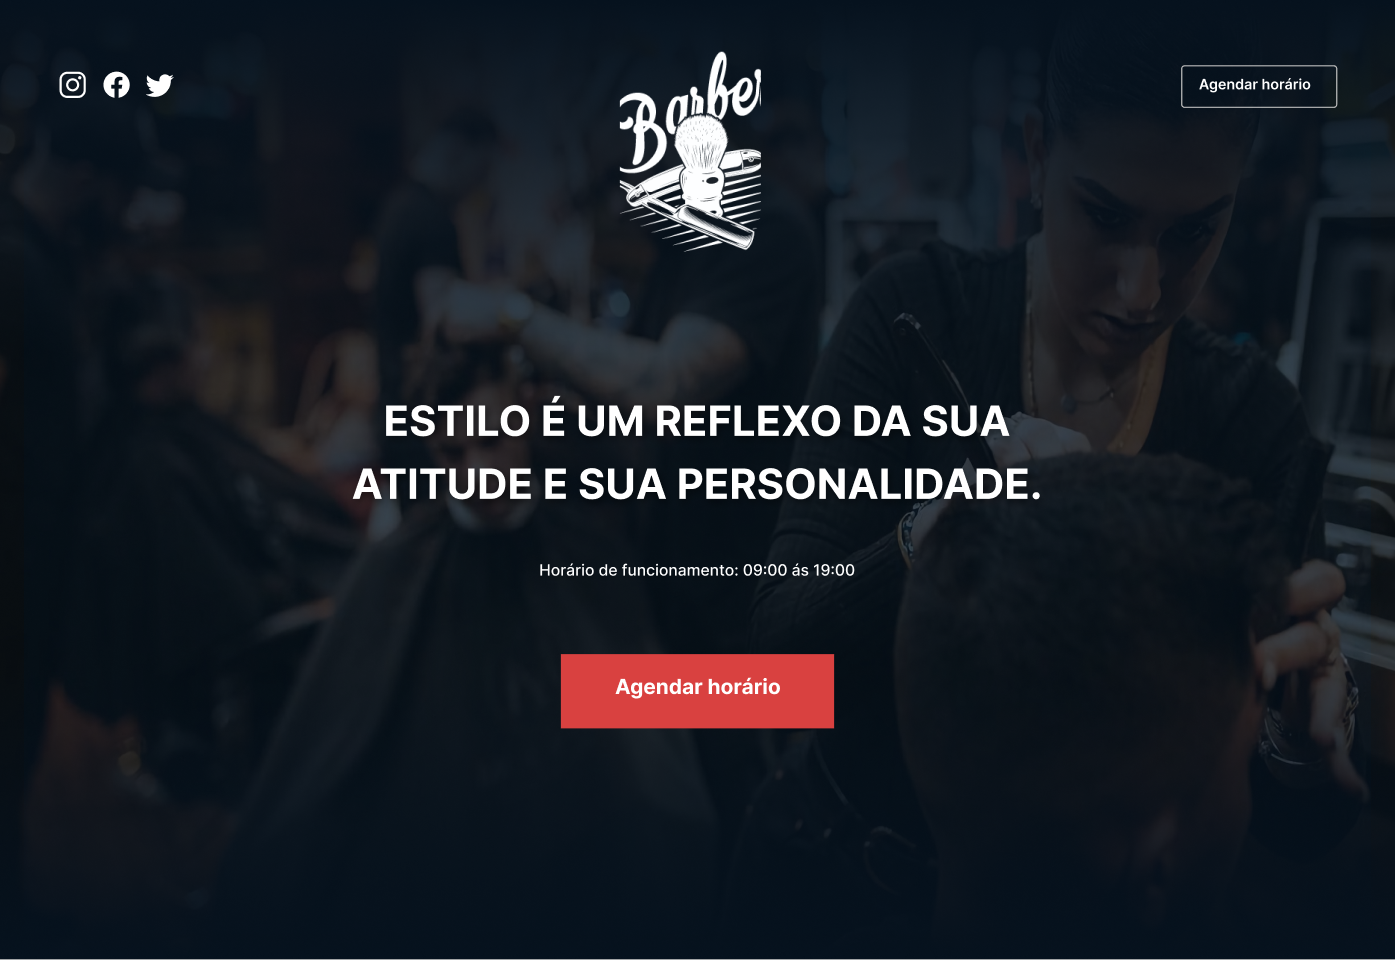 Barber
Agendar horário
ESTILO É UM REFLEXO DA SUA
ATITUDE E SUA PERSONALIDADE.
Horário de funcionamento: 09:00 ás 19:00
Agendar horário